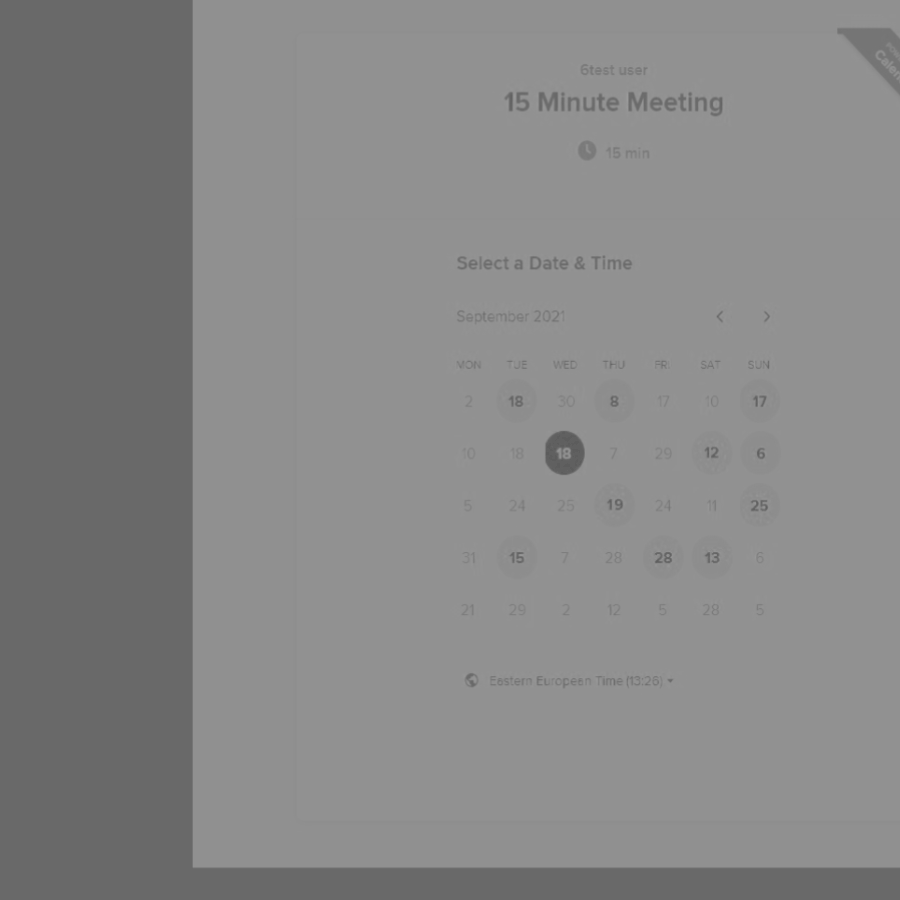 6test user
15 Minute Meeting
15 min
Select a Date & Time
September 2021
MON TUE WED THU FRI SAT SUN
2 18 30 8 17 10 17
10 18 18 7 29 12 6
5 24 25 19 24 11 25
31 15 7 28 28 13 6
21 29 2 12 5 28 5
Eastern European Time (13:26)